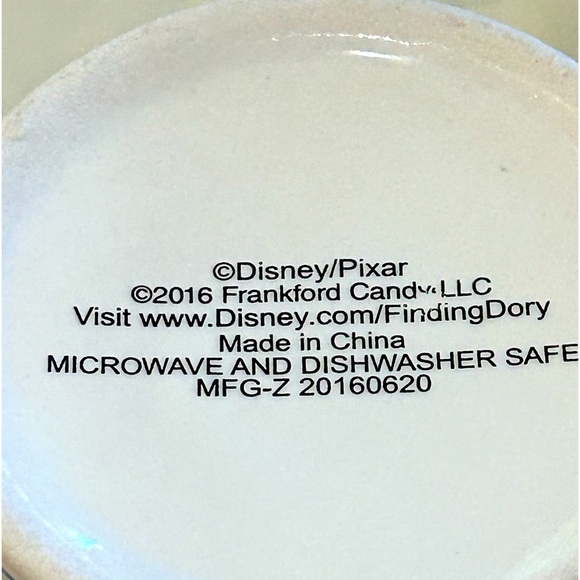 ©Disney/Pixar
©2016 Frankford Candy LLC
Visit www.Disney.com/FindingDory
Made in China
MICROWAVE AND DISHWASHER SAFE
MFG-Z 20160620